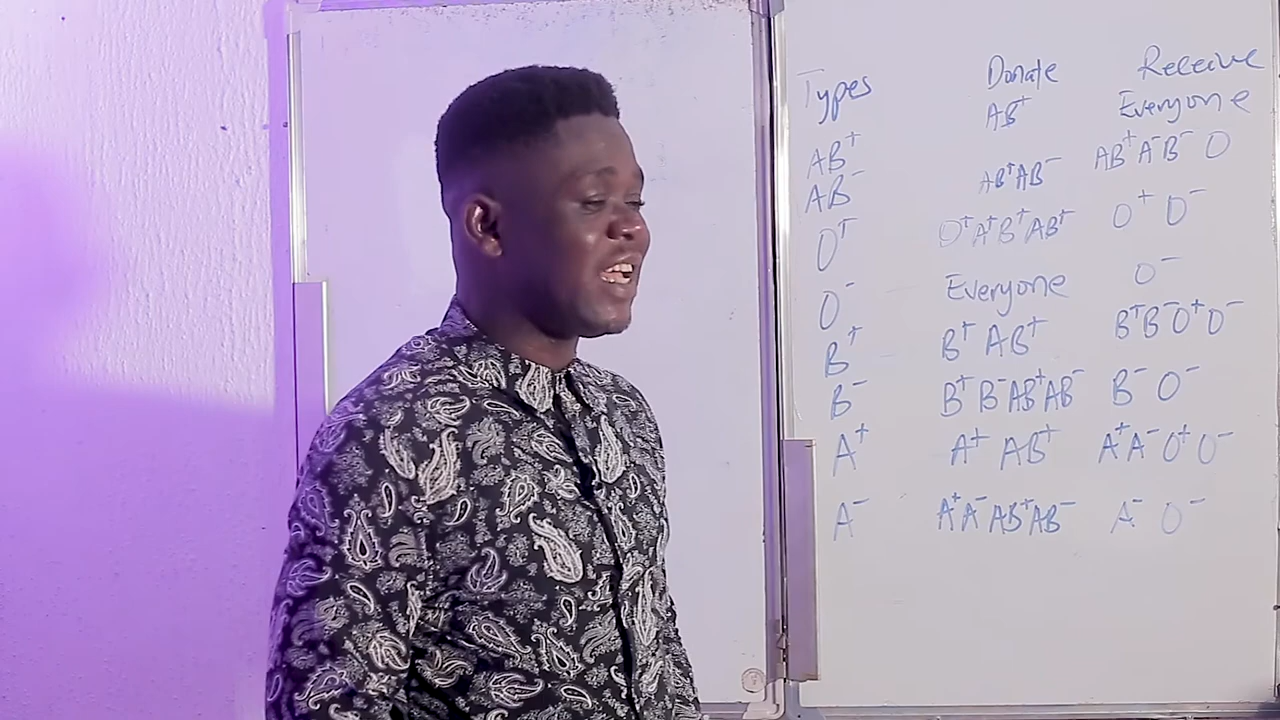 Types Donate Receive
AB⁺ AB⁺ Everyone
AB⁻ AB⁺AB⁻ AB⁺A⁻B⁻ O
O⁺ O⁺A⁺B⁺AB⁺ O⁺ O⁻
O⁻ Everyone O⁻
B⁺ B⁺ AB⁺ B⁺B⁻O⁺O⁻
B⁻ B⁺ B⁻AB⁺AB⁻ B⁻ O⁻
A⁺ A⁺ AB⁺ A⁺A⁻ O⁺ O⁻
A⁻ A⁺A⁻ AB⁺AB⁻ A⁻ O⁻